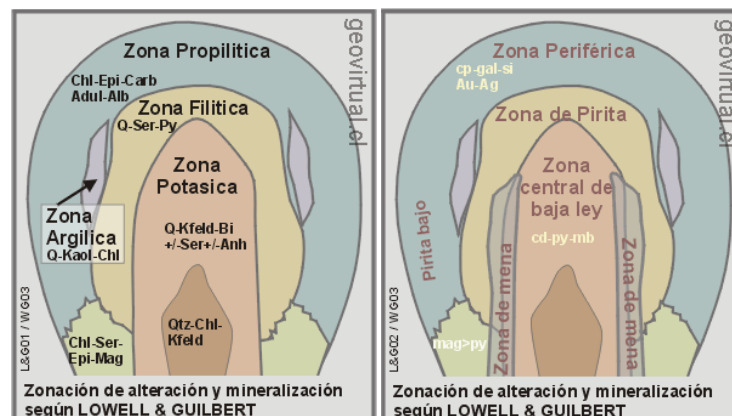 geovirtual.cl
Zona Propilitica
Chl-Epi-Carb
Adul-Alb
Zona Filitica
Q-Ser-Py
Zona
Potasica
Zona
Argilica
Q-Kaol-Chl
Q-Kfeld-Bi
+/-Ser+/-Anh
Qtz-Chl-
Kfeld
Chl-Ser-
Epi-Mag
L&G01 / WG03
Zonación de alteración y mineralización
según LOWELL & GUILBERT
geovirtual.cl
Zona Periférica
cp-gal-si
Au-Ag
Zona de Pirita
Zona
central de
baja ley
cd-py-mb
Pirita bajo
Zona de mena
Zona de mena
mag>py
L&G02 / WG03
Zonación de alteración y mineralización
según LOWELL & GUILBERT